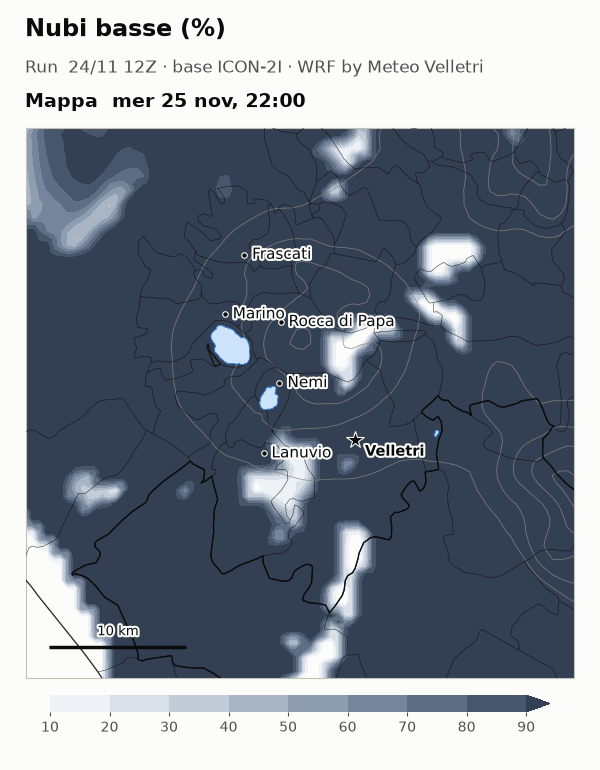 Nubi basse (%)
Run  24/11 12Z · base ICON-2I · WRF by Meteo Velletri
Mappa  mer 25 nov, 22:00
Frascati
Marino
Rocca di Papa
Nemi
Velletri
Lanuvio
10 km
10 20 30 40 50 60 70 80 90